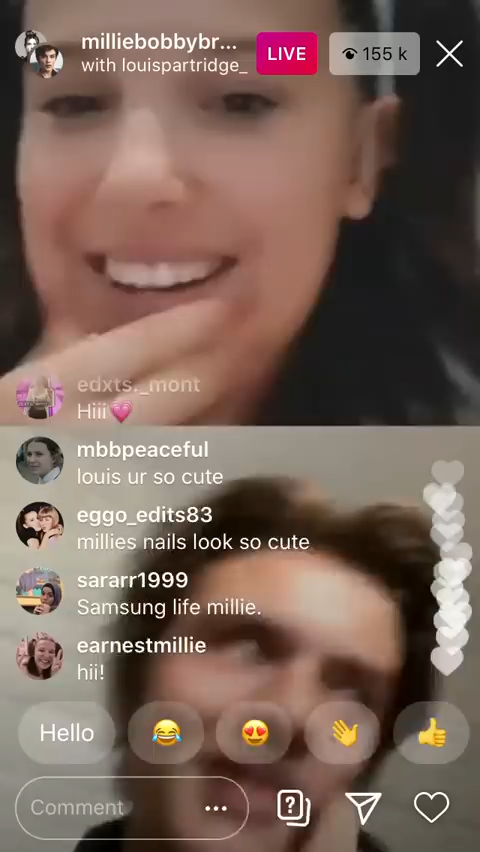 milliebobbybr...
with louispartridge_
LIVE
155 k
edxts._mont
Hiii💗
mbbpeaceful
louis ur so cute
eggo_edits83
millies nails look so cute
sararr1999
Samsung life millie.
earnestmillie
hii!
Hello
Comment